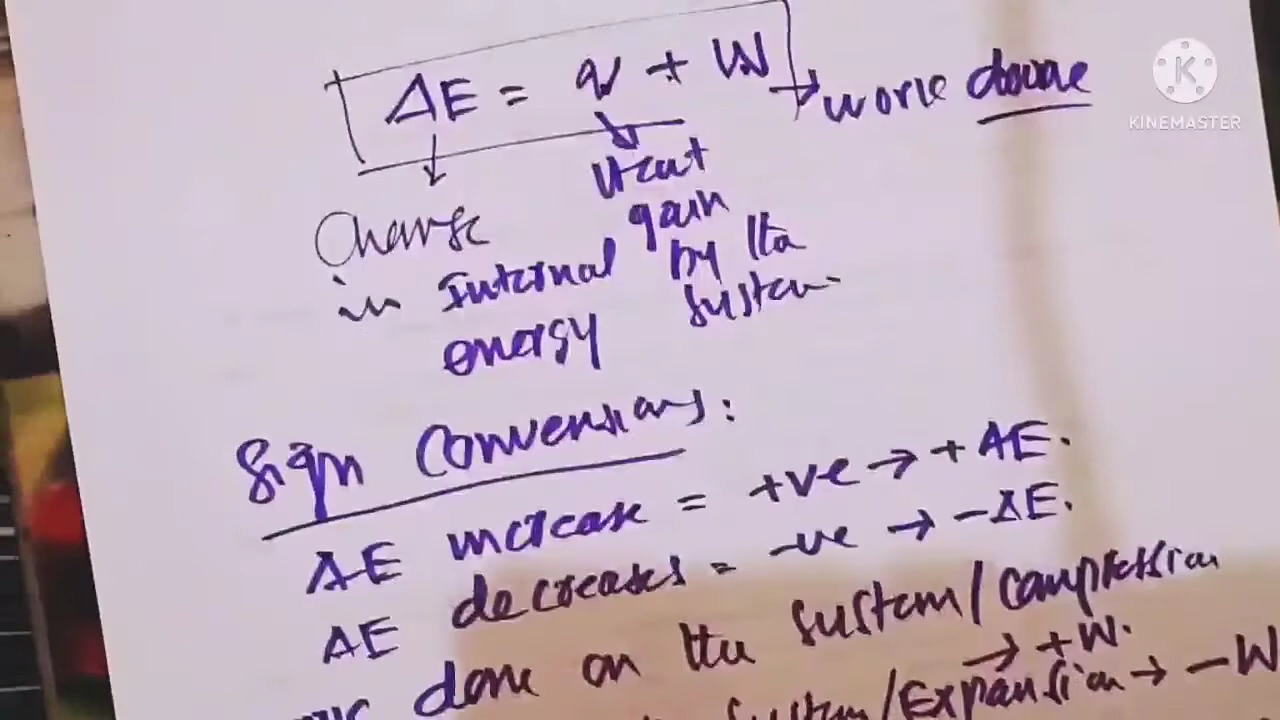 ΔE = q + W
→ work done
KINEMASTER
Change
in internal
energy
Heat
gain
by the
system
Sign Conversions:
ΔE increase = +ve → + ΔE.
ΔE decreases = -ve → -ΔE.
done on the system/compression
→ +W.
system/Expansion → -W